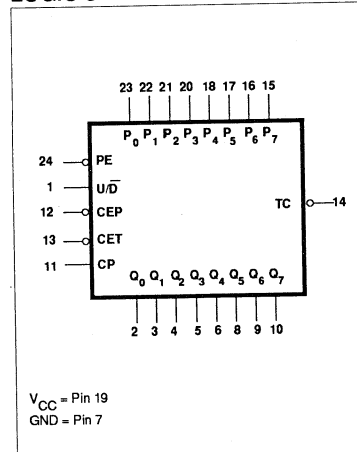 23 22 21 20 18 17 16 15
P0 P1 P2 P3 P4 P5 P6 P7
24 PE
1 U/D̅
12 CEP
TC 14
13 CET
11 CP
Q0 Q1 Q2 Q3 Q4 Q5 Q6 Q7
2 3 4 5 6 8 9 10
VCC = Pin 19
GND = Pin 7